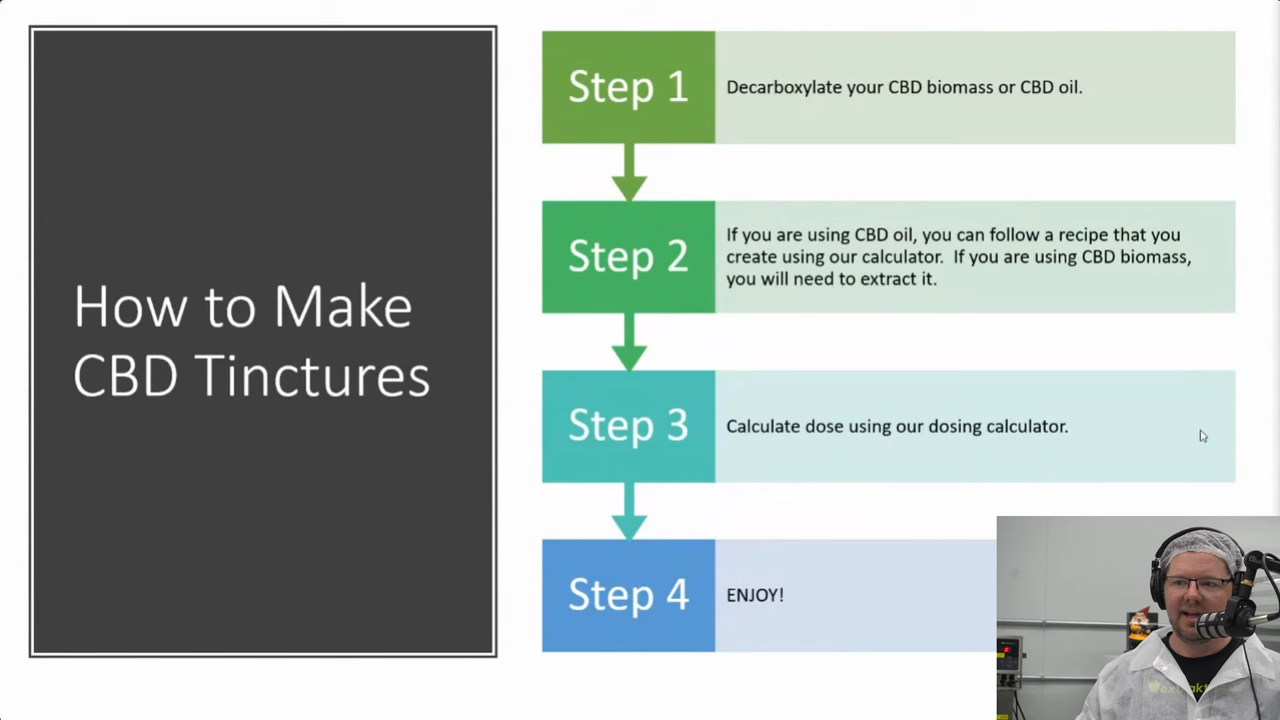 How to Make
CBD Tinctures
Step 1
Decarboxylate your CBD biomass or CBD oil.
Step 2
If you are using CBD oil, you can follow a recipe that you
create using our calculator.  If you are using CBD biomass,
you will need to extract it.
Step 3
Calculate dose using our dosing calculator.
Step 4
ENJOY!